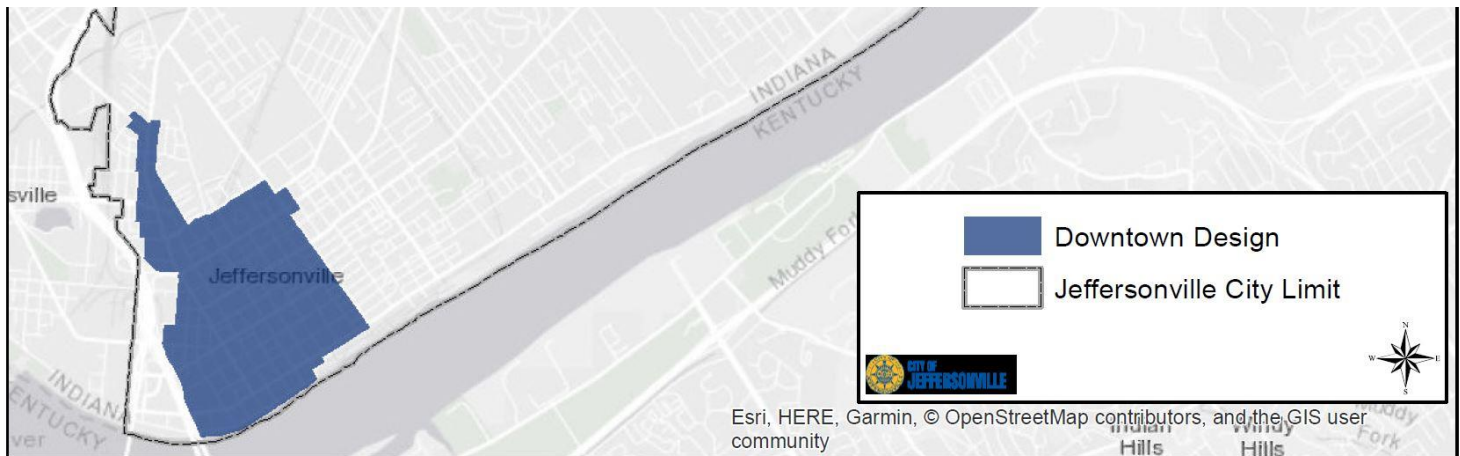 INDIANA
KENTUCKY
sville
Jeffersonville
Muddy Fork
Downtown Design
Jeffersonville City Limit
CITY OF
JEFFERSONVILLE
N
W
E
S
INDIANA
KENTUCKY
ver
Esri, HERE, Garmin, © OpenStreetMap contributors, and the GIS user
community
Indian
Hills
Windy
Hills
Muddy
Fork